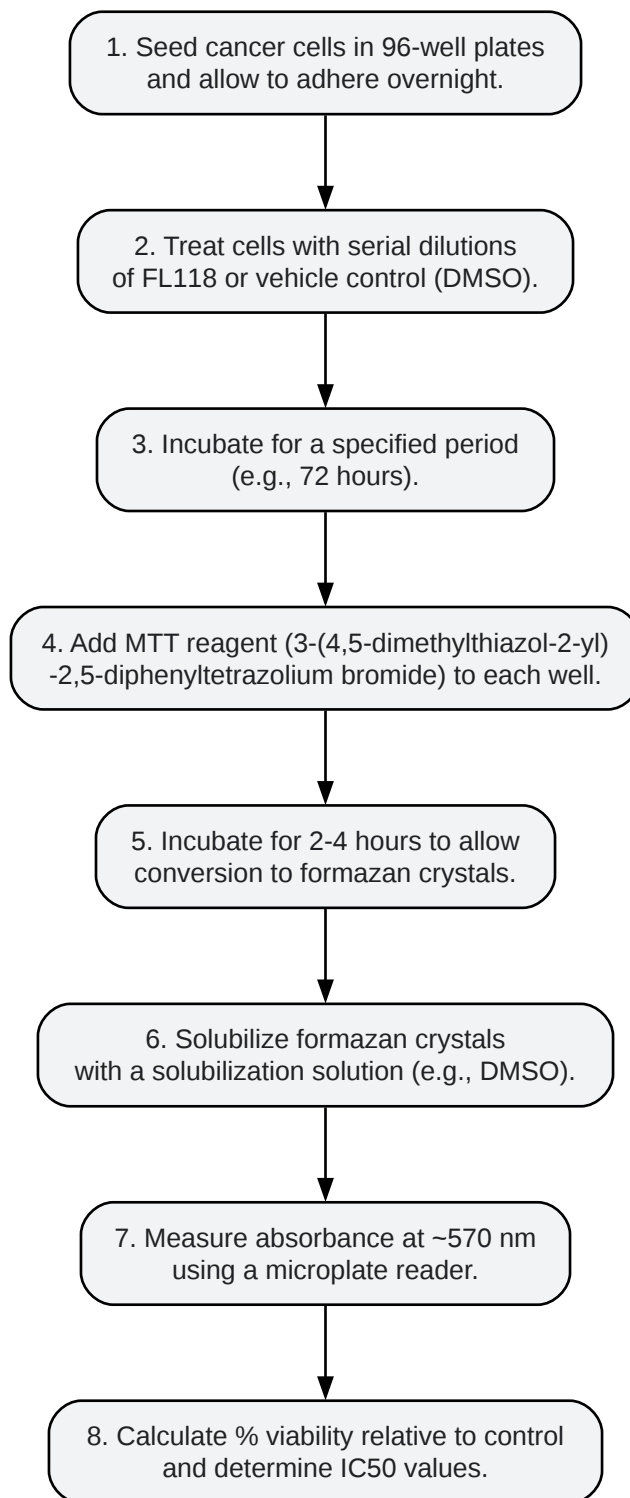 1. Seed cancer cells in 96-well plates
and allow to adhere overnight.
2. Treat cells with serial dilutions
of FL118 or vehicle control (DMSO).
3. Incubate for a specified period
(e.g., 72 hours).
4. Add MTT reagent (3-(4,5-dimethylthiazol-2-yl)
-2,5-diphenyltetrazolium bromide) to each well.
5. Incubate for 2-4 hours to allow
conversion to formazan crystals.
6. Solubilize formazan crystals
with a solubilization solution (e.g., DMSO).
7. Measure absorbance at ~570 nm
using a microplate reader.
8. Calculate % viability relative to control
and determine IC50 values.